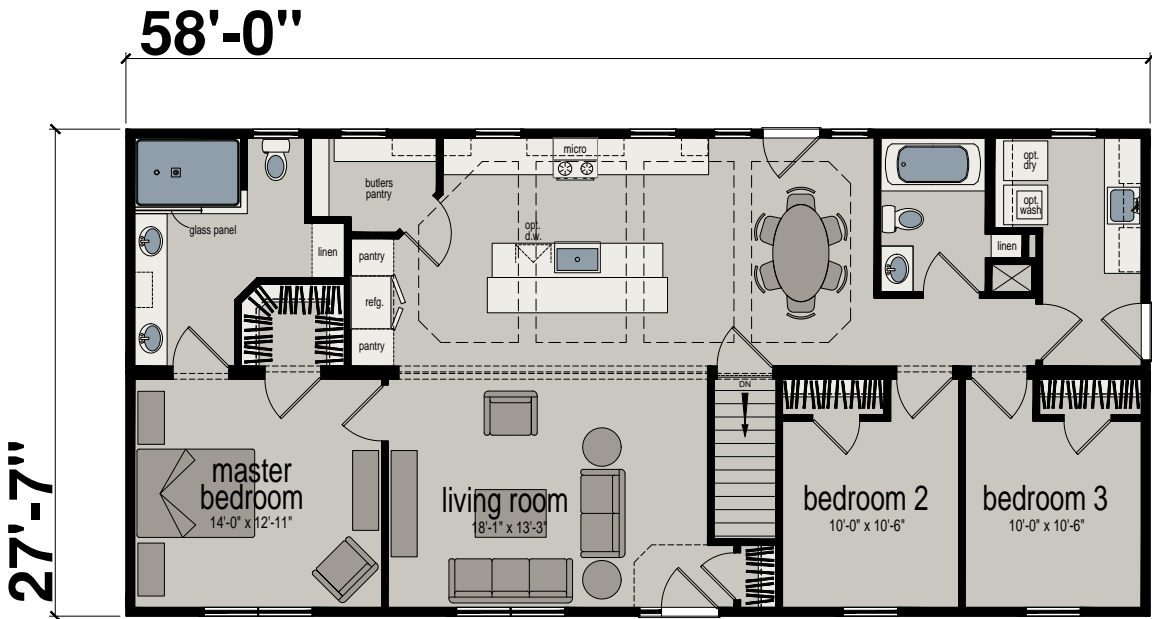 58'-0"
27'-7"
micro
opt.
dry
butlers
pantry
opt.
wash
glass panel
opt.
d.w.
linen
linen
pantry
refg.
pantry
DN
master
bedroom
14'-0" x 12'-11"
living room
18'-1" x 13'-3"
bedroom 2
10'-0" x 10'-6"
bedroom 3
10'-0" x 10'-6"